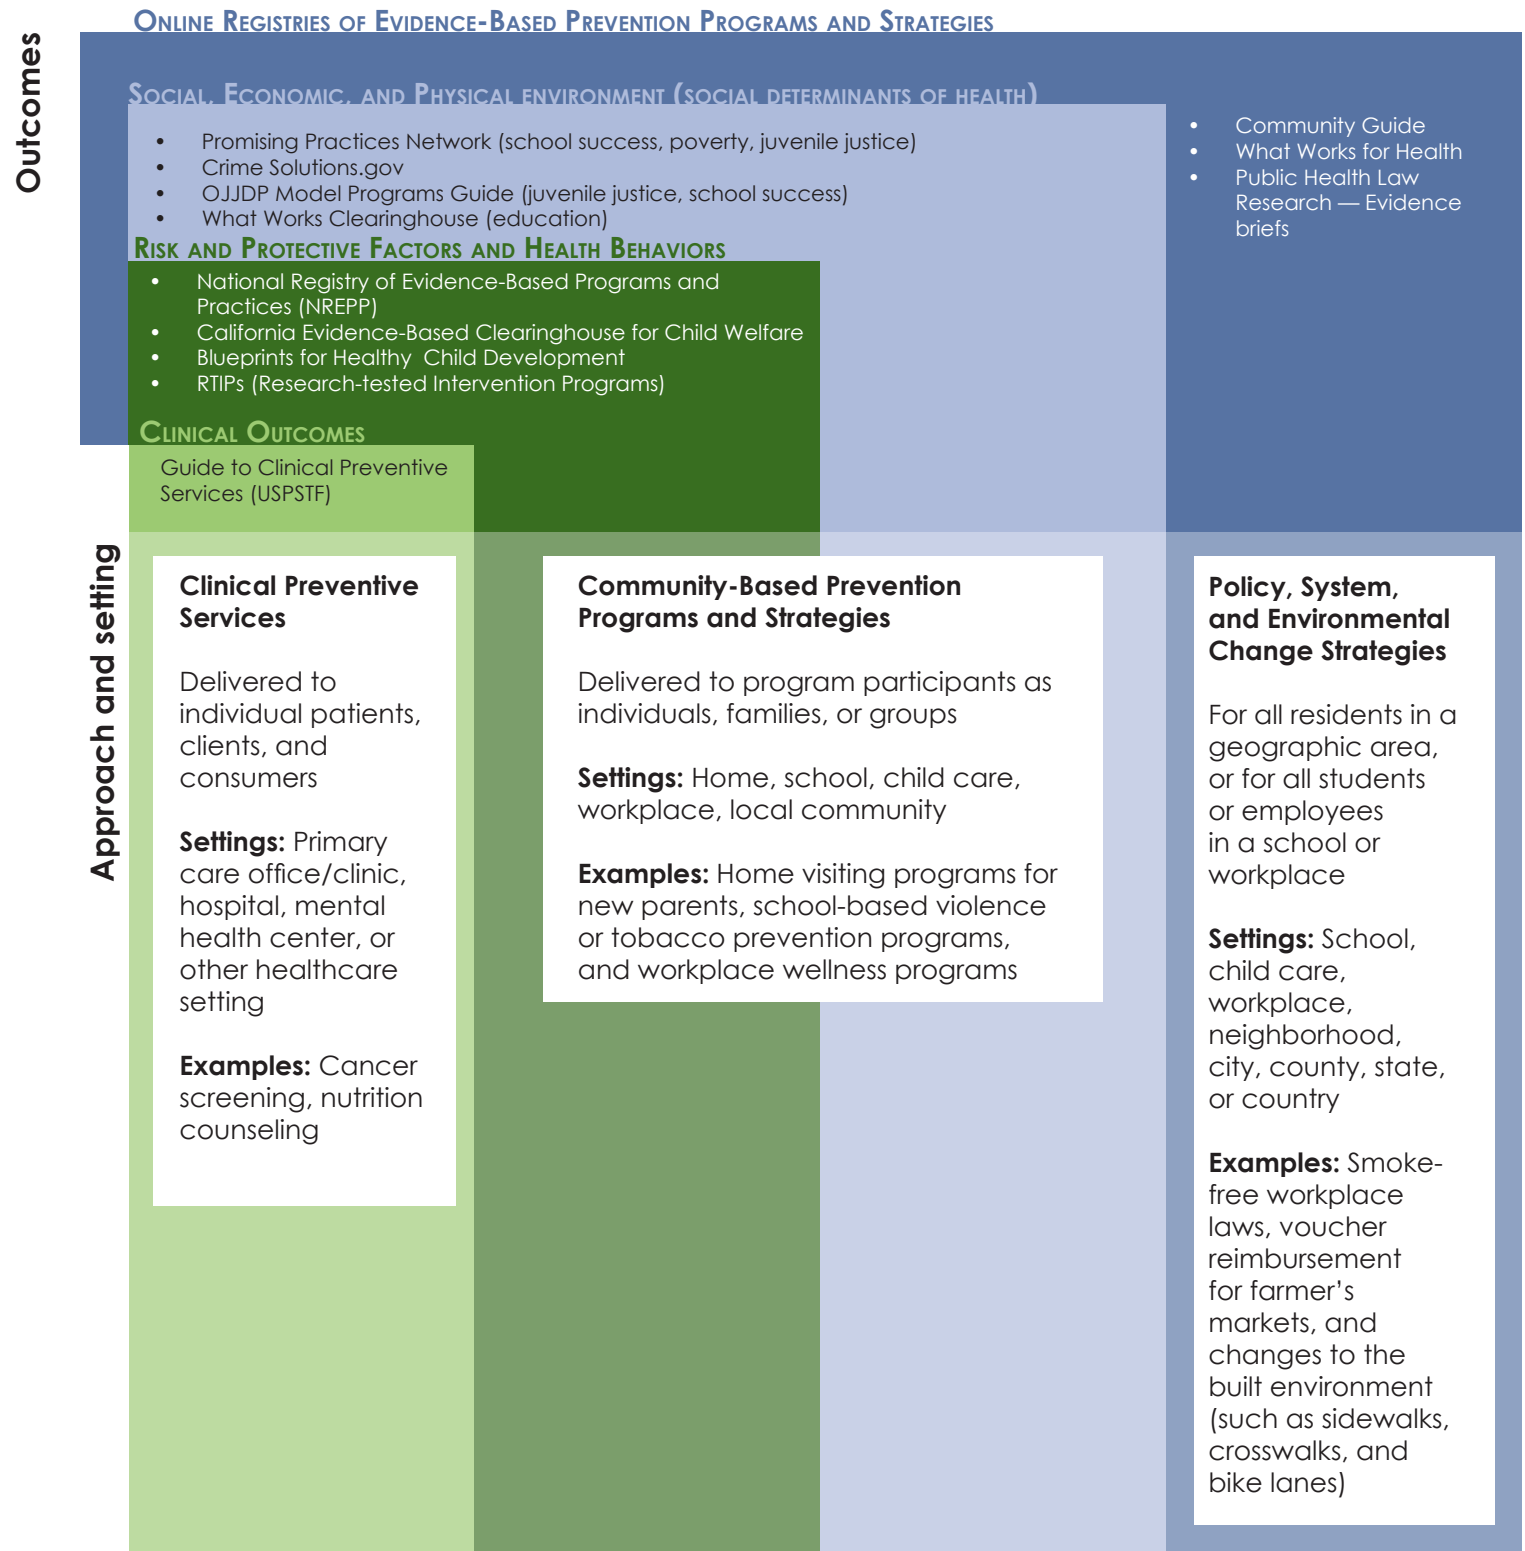 Online Registries of Evidence-Based Prevention Programs and Strategies
Outcomes
Social, Economic, and Physical environment (social determinants of health)
• Promising Practices Network (school success, poverty, juvenile justice)
• Crime Solutions.gov
• OJJDP Model Programs Guide (juvenile justice, school success)
• What Works Clearinghouse (education)
• Community Guide
• What Works for Health
• Public Health Law
Research — Evidence
briefs
Risk and Protective Factors and Health Behaviors
• National Registry of Evidence-Based Programs and
Practices (NREPP)
• California Evidence-Based Clearinghouse for Child Welfare
• Blueprints for Healthy Child Development
• RTIPs (Research-tested Intervention Programs)
Clinical Outcomes
Guide to Clinical Preventive
Services (USPSTF)
Approach and setting
Clinical Preventive
Services
Delivered to
individual patients,
clients, and
consumers
Settings: Primary
care office/clinic,
hospital, mental
health center, or
other healthcare
setting
Examples: Cancer
screening, nutrition
counseling
Community-Based Prevention
Programs and Strategies
Delivered to program participants as
individuals, families, or groups
Settings: Home, school, child care,
workplace, local community
Examples: Home visiting programs for
new parents, school-based violence
or tobacco prevention programs,
and workplace wellness programs
Policy, System,
and Environmental
Change Strategies
For all residents in a
geographic area,
or for all students
or employees
in a school or
workplace
Settings: School,
child care,
workplace,
neighborhood,
city, county, state,
or country
Examples: Smoke-
free workplace
laws, voucher
reimbursement
for farmer’s
markets, and
changes to the
built environment
(such as sidewalks,
crosswalks, and
bike lanes)